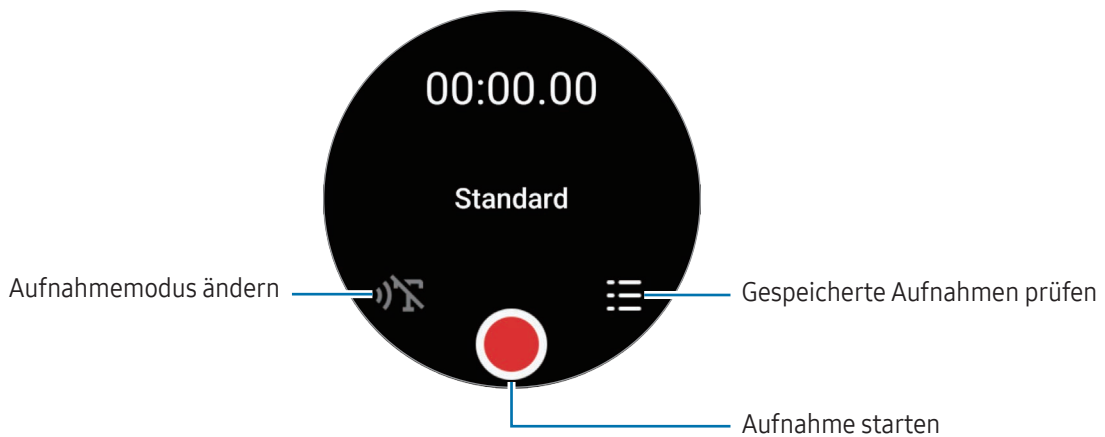 00:00.00
Standard
Aufnahmemodus ändern
Gespeicherte Aufnahmen prüfen
Aufnahme starten